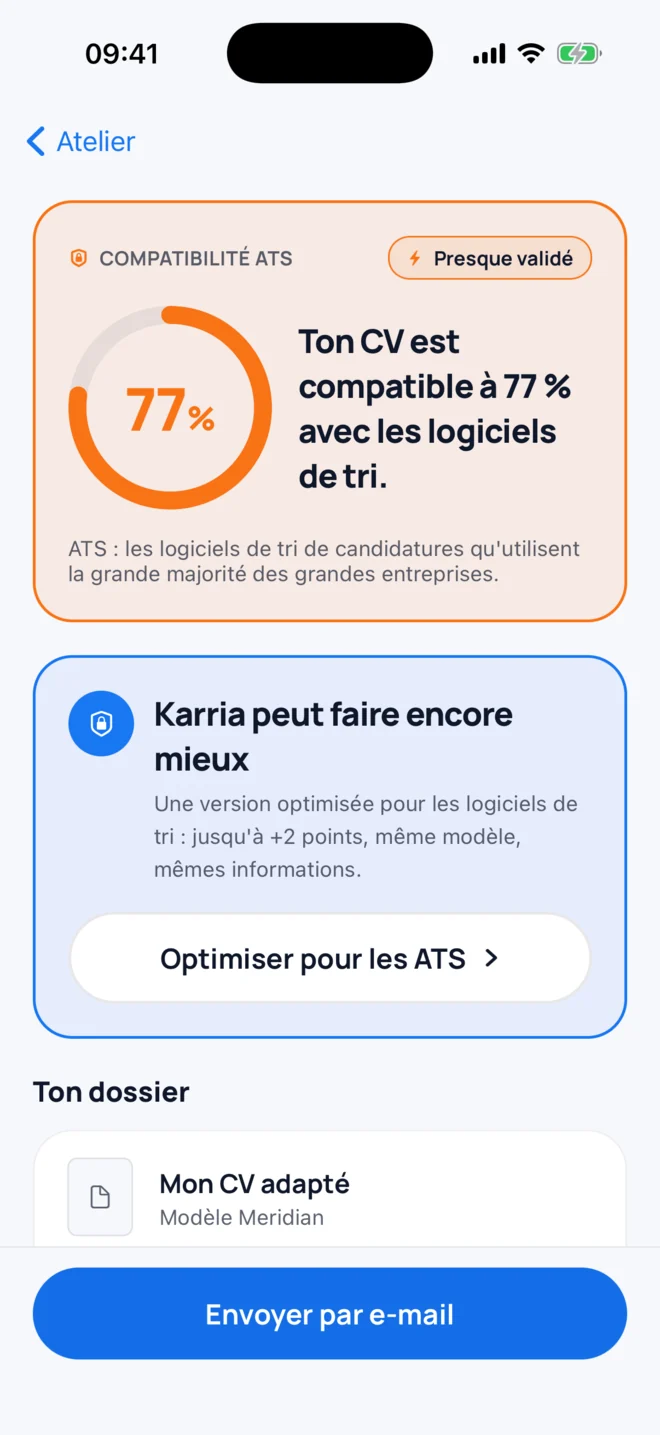 09:41
Atelier
COMPATIBILITÉ ATS
Presque validé
77%
Ton CV est
compatible à 77 %
avec les logiciels
de tri.
ATS : les logiciels de tri de candidatures qu'utilisent
la grande majorité des grandes entreprises.
Karria peut faire encore
mieux
Une version optimisée pour les logiciels de
tri : jusqu'à +2 points, même modèle,
mêmes informations.
Optimiser pour les ATS
Ton dossier
Mon CV adapté
Modèle Meridian
Envoyer par e-mail